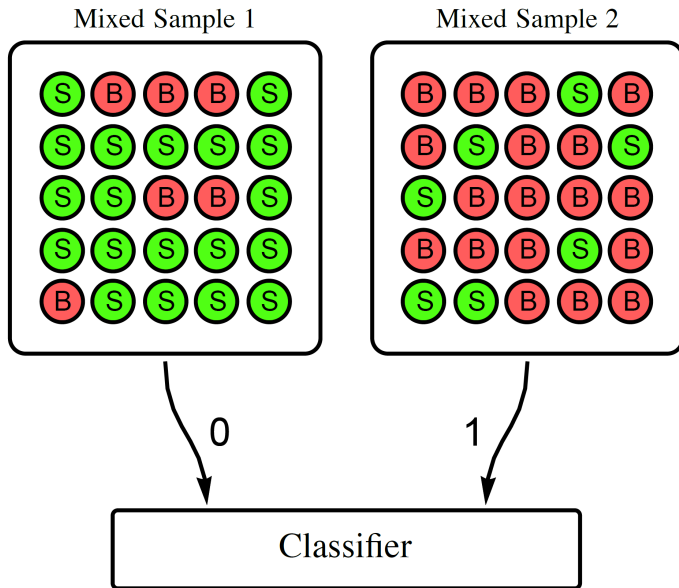 Mixed Sample 1 Mixed Sample 2
S B B B S B B B S B
S S S S S B S B B S
S S B B S S B B B B
S S S S S B B B S B
B S S S S S S B B B
0 1
Classifier